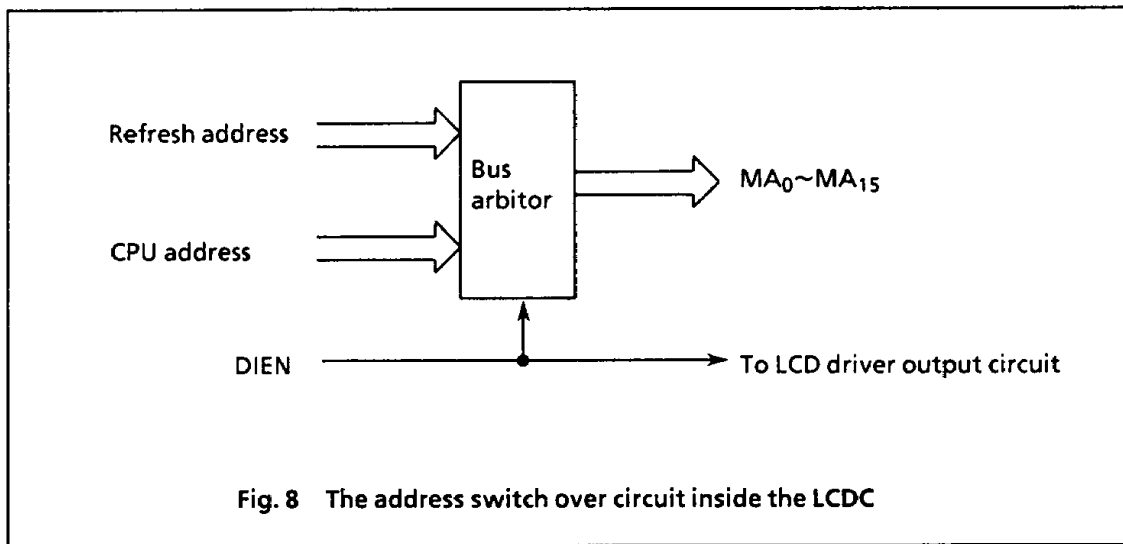 Refresh address
Bus
arbitor
MA₀~MA₁₅
CPU address
DIEN
To LCD driver output circuit
Fig. 8 The address switch over circuit inside the LCDC